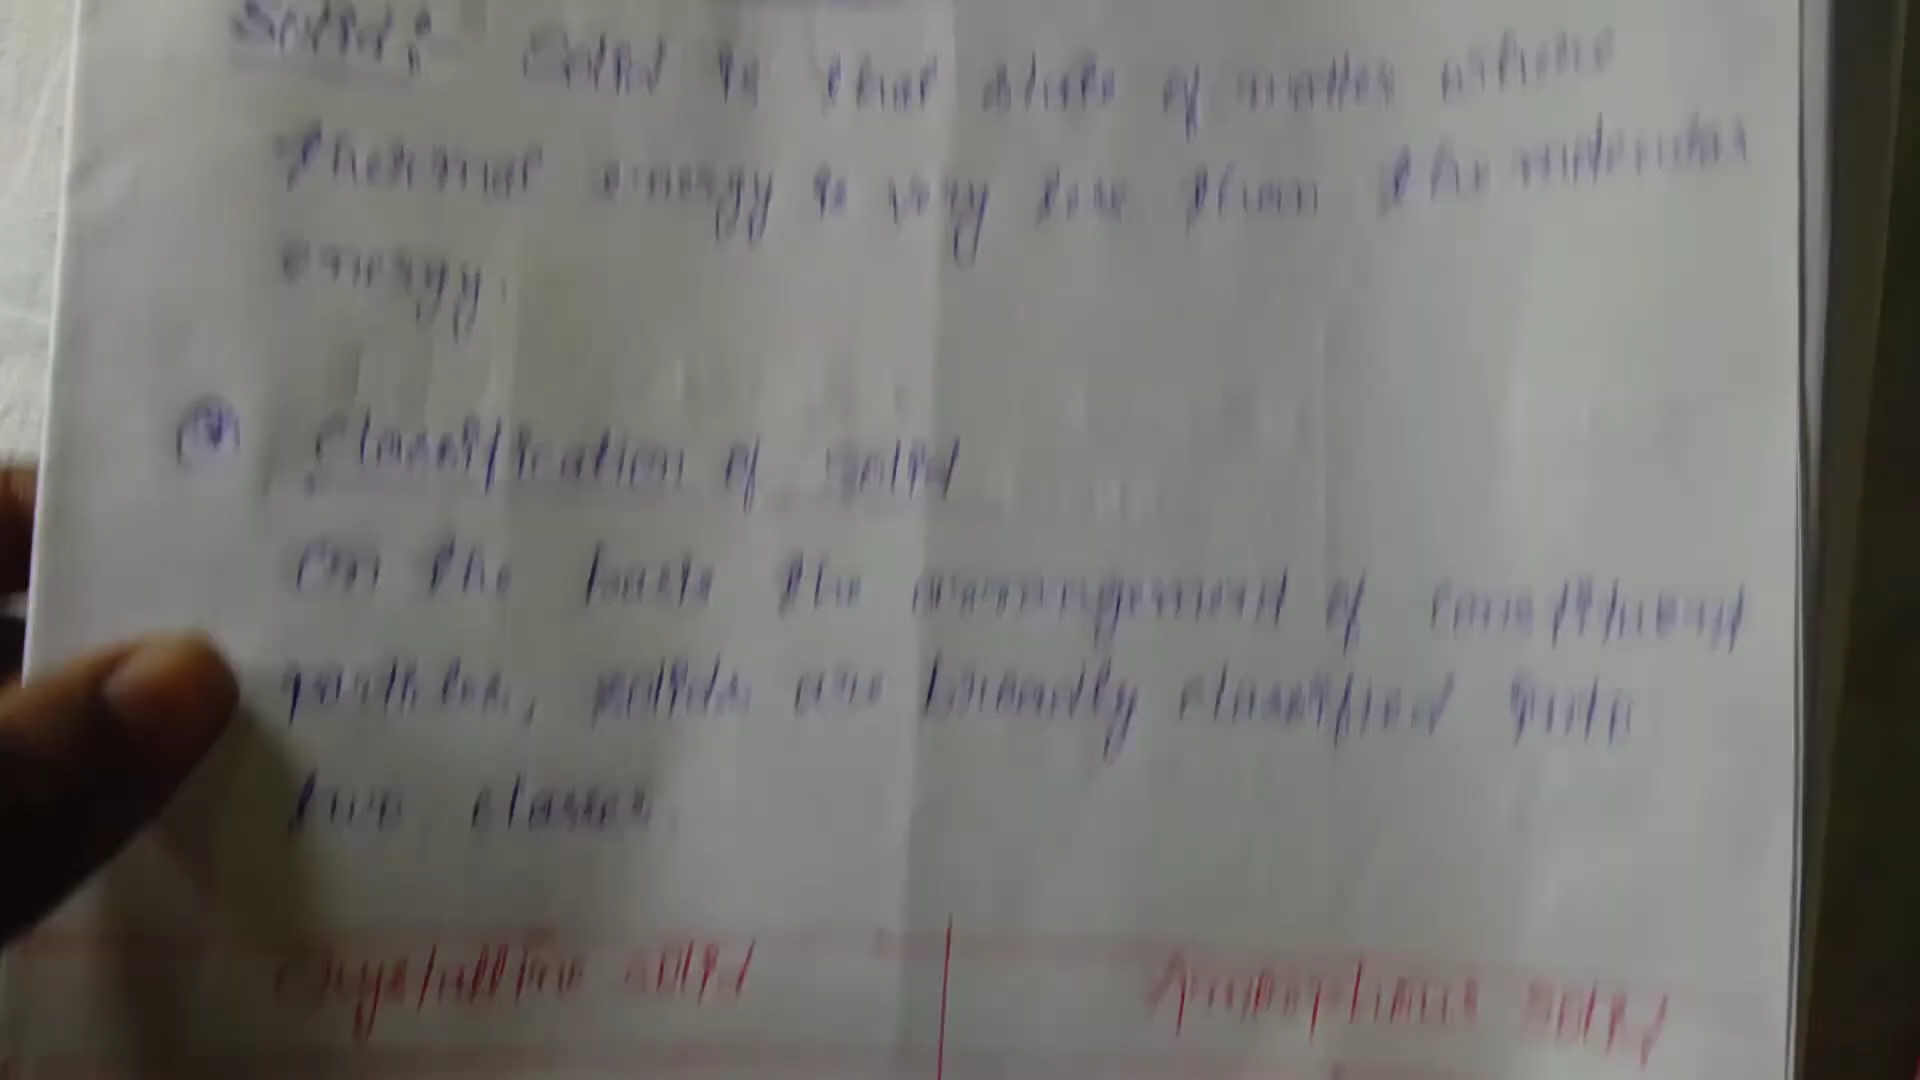 Solid: Solid is that state of matter whose
thermal energy is very low than the molecular
energy.
Classification of solid
On the basis the arrangement of constituent
particles, solids are broadly classified into
two classes.
Crystalline solid
Amorphous solid